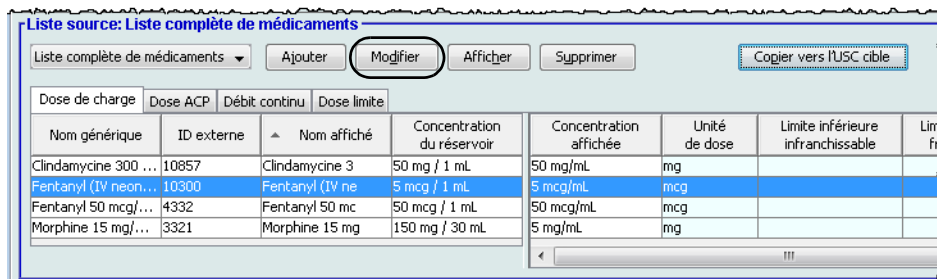 Liste source: Liste complète de médicaments
Liste complète de médicaments Ajouter Modifier Afficher Supprimer Copier vers l'USC cible
Dose de charge Dose ACP Débit continu Dose limite
Nom générique ID externe Nom affiché Concentration du réservoir Concentration affichée Unité de dose Limite inférieure infranchissable
Clindamycine 300 ... 10857 Clindamycine 3 50 mg / 1 mL 50 mg/mL mg
Fentanyl (IV neon... 10300 Fentanyl (IV ne 5 mcg / 1 mL 5 mcg/mL mcg
Fentanyl 50 mcg/... 4332 Fentanyl 50 mc 50 mcg / 1 mL 50 mcg/mL mcg
Morphine 15 mg/... 3321 Morphine 15 mg 150 mg / 30 mL 5 mg/mL mg